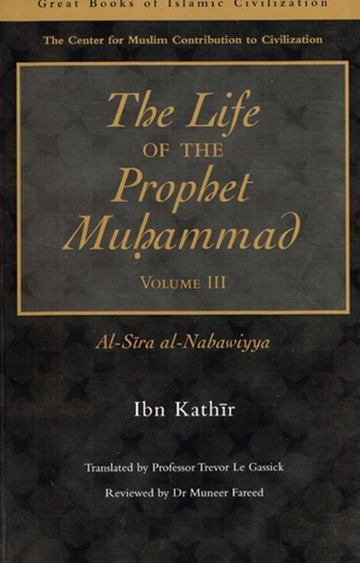 Great Books of Islamic Civilization
The Center for Muslim Contribution to Civilization
The Life
OF THE
Prophet
Muḥammad
VOLUME III
Al-Sīra al-Nabawiyya
Ibn Kathīr
Translated by Professor Trevor Le Gassick
Reviewed by Dr Muneer Fareed